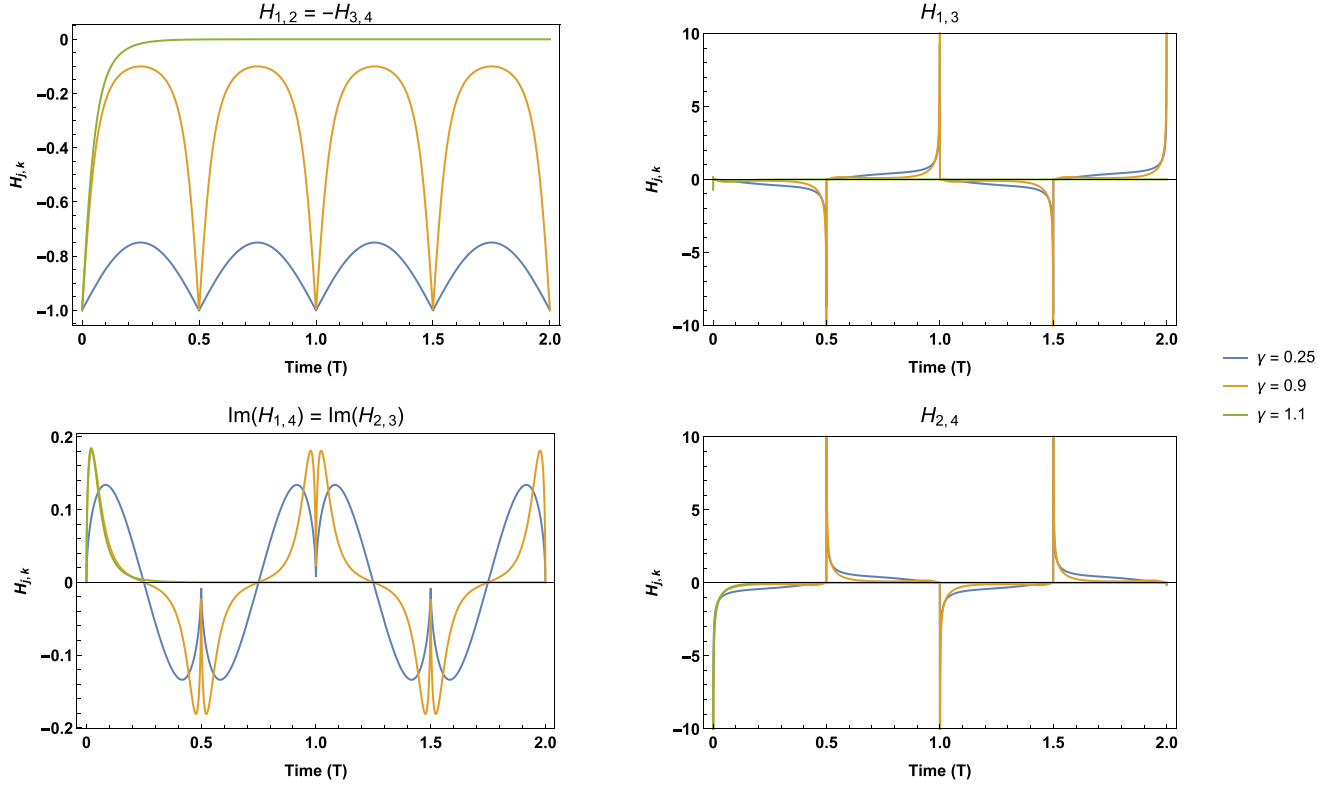 H1,2 = −H3,4
0
−0.2
−0.4
−0.6
−0.8
−1.0
Hj,k
0 0.5 1.0 1.5 2.0
Time (T)
H1,3
10
5
0
−5
−10
Hj,k
0 0.5 1.0 1.5 2.0
Time (T)
γ = 0.25
γ = 0.9
γ = 1.1
Im(H1,4) = Im(H2,3)
0.2
0.1
0
−0.1
−0.2
Hj,k
0 0.5 1.0 1.5 2.0
Time (T)
H2,4
10
5
0
−5
−10
Hj,k
0 0.5 1.0 1.5 2.0
Time (T)